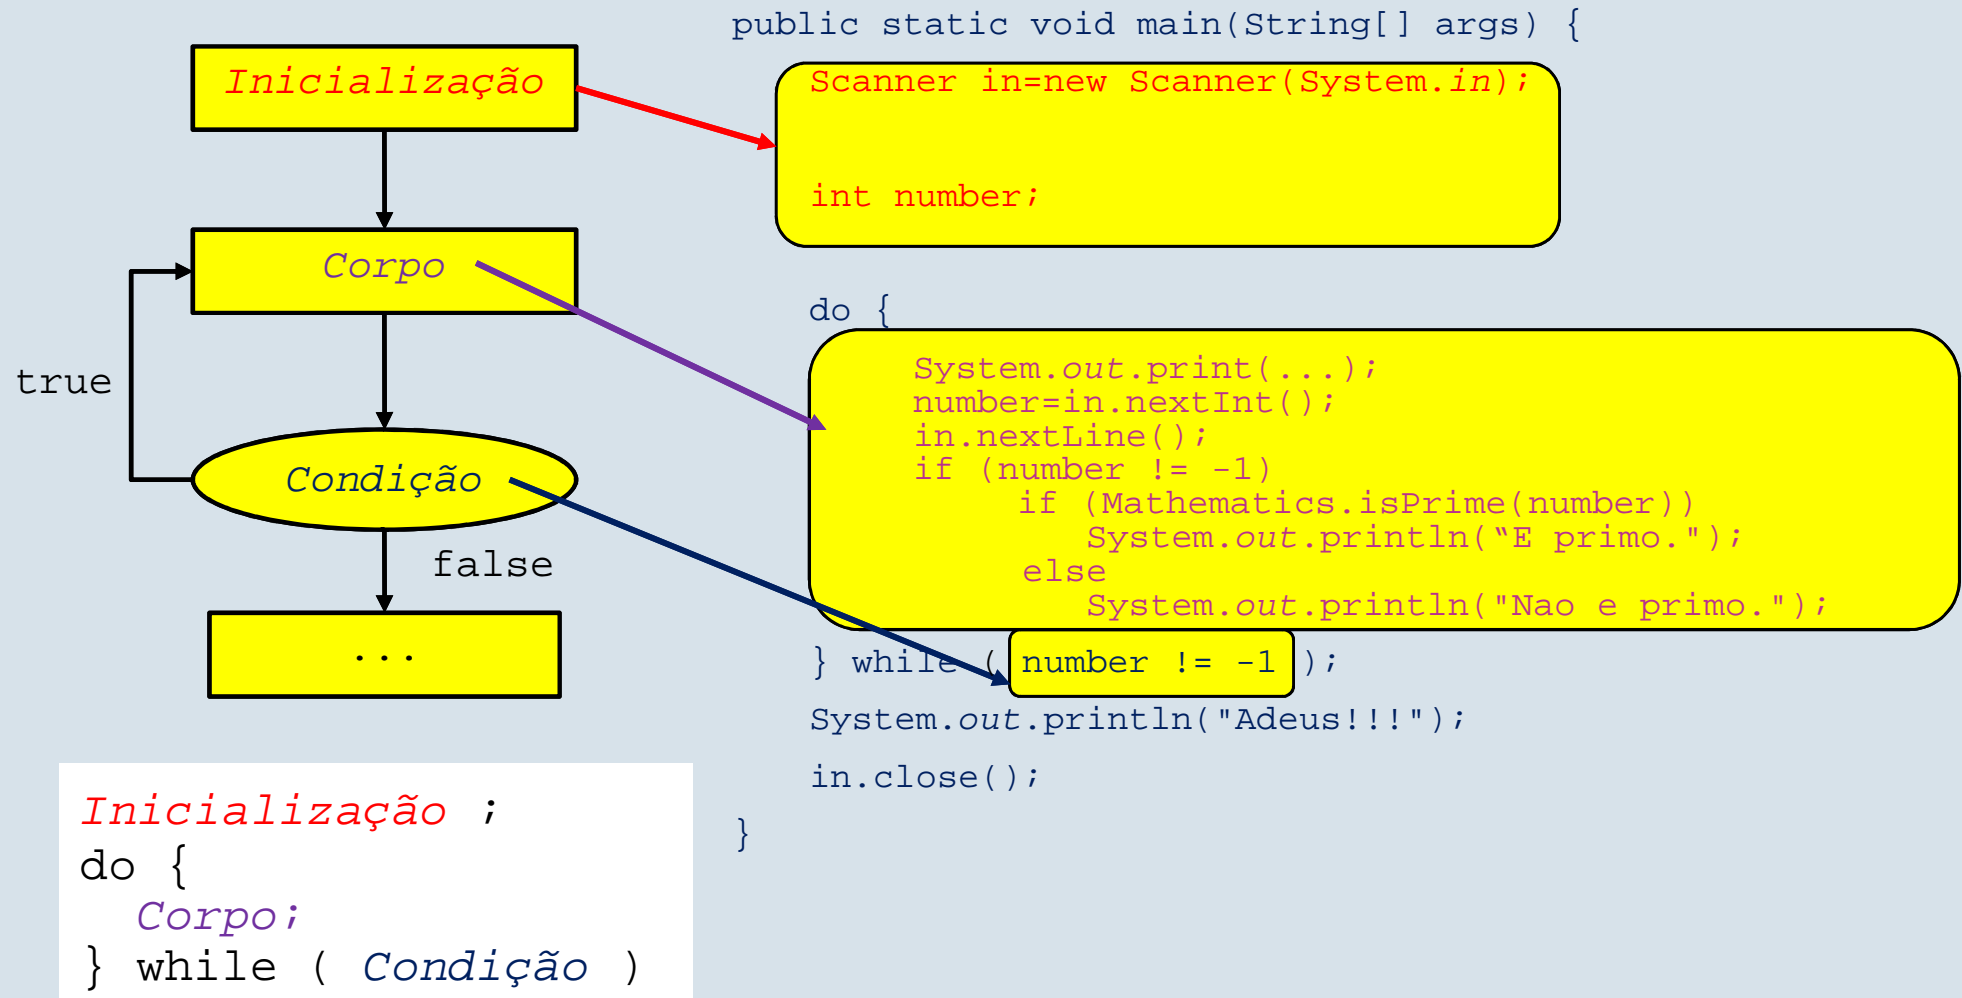 Inicialização
Corpo
true
Condição
false
...
public static void main(String[] args) {
Scanner in=new Scanner(System.in);
int number;
do {
System.out.print(...);
number=in.nextInt();
in.nextLine();
if (number != -1)
if (Mathematics.isPrime(number))
System.out.println(“E primo.");
else
System.out.println("Nao e primo.");
} while ( number != -1 );
System.out.println("Adeus!!!");
in.close();
}
Inicialização ;
do {
Corpo;
} while ( Condição )